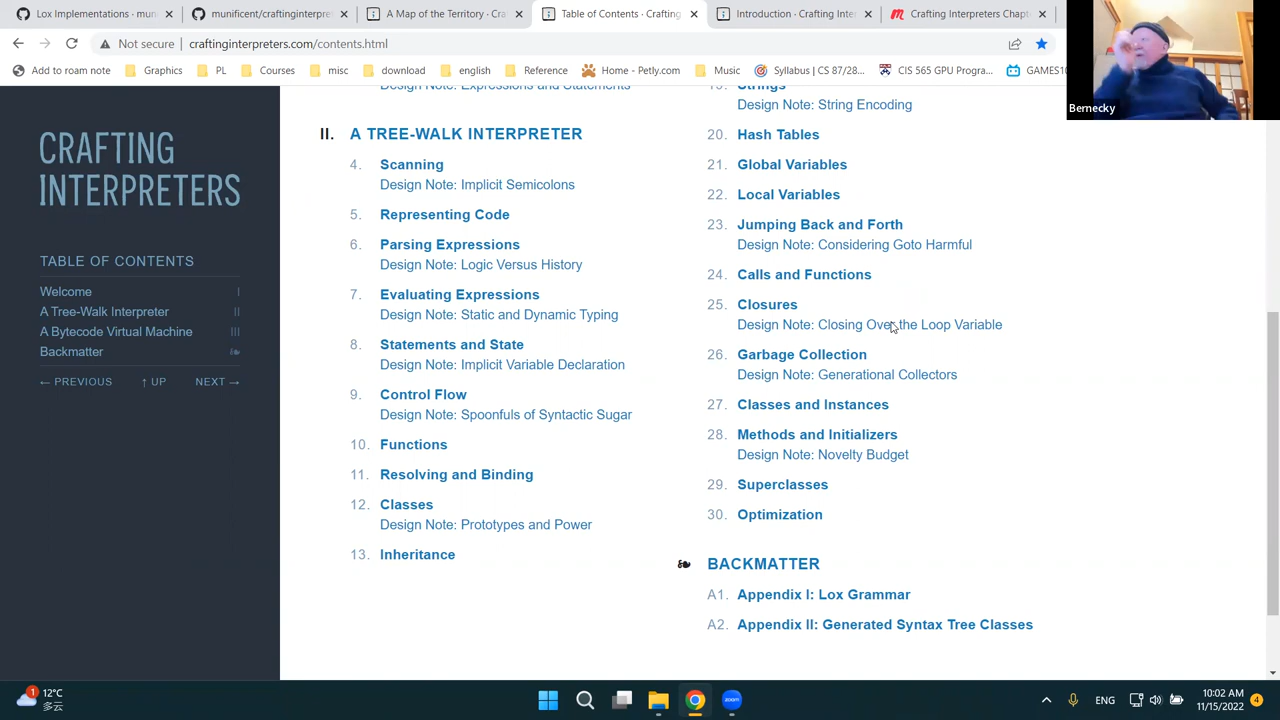 Lox Implementations · mun
munificent/craftinginterpre
A Map of the Territory · Cra
Table of Contents · Crafting
Introduction · Crafting Inte
Crafting Interpreters Chapt
Not secure | craftinginterpreters.com/contents.html
Add to roam note
Graphics
PL
Courses
misc
download
english
Reference
Home - Petly.com
Music
Syllabus | CS 87/28...
CIS 565 GPU Progra...
GAMES10
Bernecky
CRAFTING
INTERPRETERS
TABLE OF CONTENTS
Welcome I
A Tree-Walk Interpreter II
A Bytecode Virtual Machine III
Backmatter ❧
← PREVIOUS ↑ UP NEXT →
Design Note: Expressions and Statements
II. A TREE-WALK INTERPRETER
4. Scanning
Design Note: Implicit Semicolons
5. Representing Code
6. Parsing Expressions
Design Note: Logic Versus History
7. Evaluating Expressions
Design Note: Static and Dynamic Typing
8. Statements and State
Design Note: Implicit Variable Declaration
9. Control Flow
Design Note: Spoonfuls of Syntactic Sugar
10. Functions
11. Resolving and Binding
12. Classes
Design Note: Prototypes and Power
13. Inheritance
19. Strings
Design Note: String Encoding
20. Hash Tables
21. Global Variables
22. Local Variables
23. Jumping Back and Forth
Design Note: Considering Goto Harmful
24. Calls and Functions
25. Closures
Design Note: Closing Over the Loop Variable
26. Garbage Collection
Design Note: Generational Collectors
27. Classes and Instances
28. Methods and Initializers
Design Note: Novelty Budget
29. Superclasses
30. Optimization
❧ BACKMATTER
A1. Appendix I: Lox Grammar
A2. Appendix II: Generated Syntax Tree Classes
1
12°C
多云
zoom
ENG
10:02 AM
11/15/2022
4